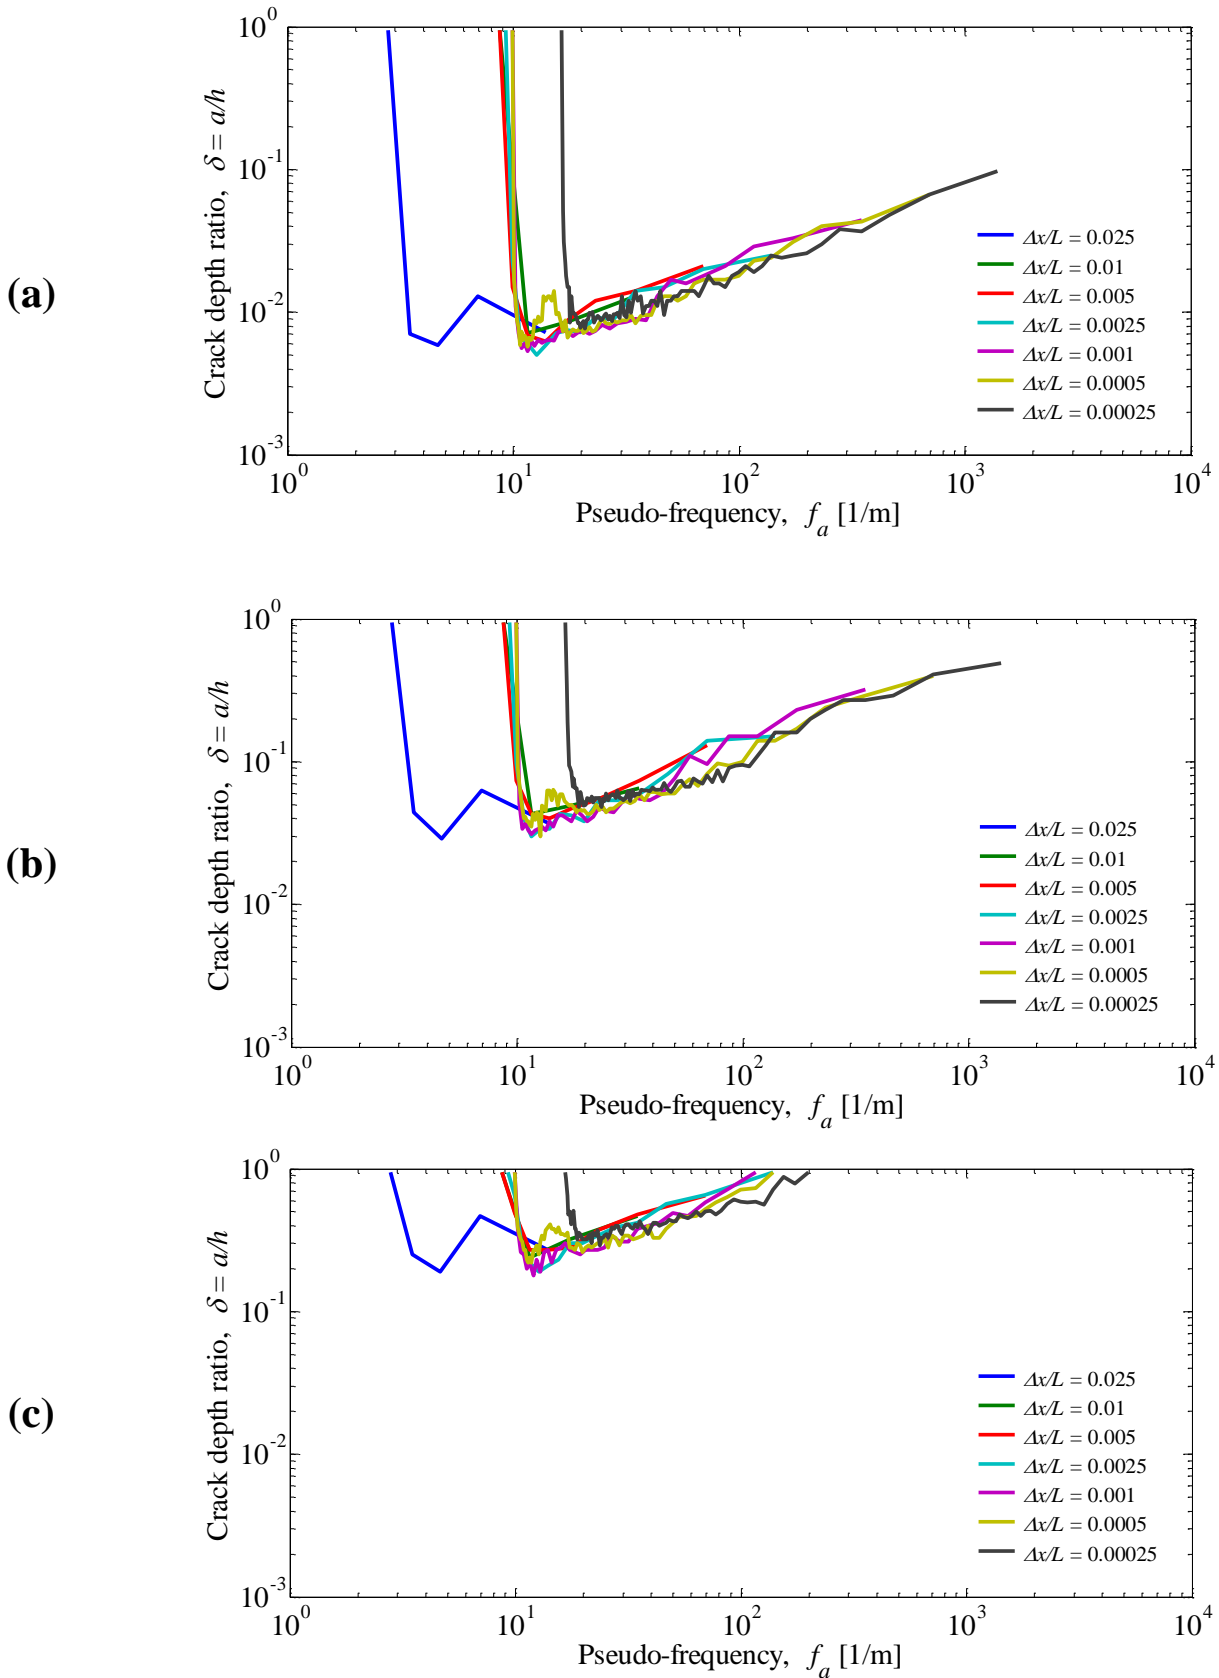 (a)
Crack depth ratio, δ = a/h
10^0
10^-1
10^-2
10^-3
10^0 10^1 10^2 10^3 10^4
Pseudo-frequency, f_a [1/m]
Δx/L = 0.025
Δx/L = 0.01
Δx/L = 0.005
Δx/L = 0.0025
Δx/L = 0.001
Δx/L = 0.0005
Δx/L = 0.00025
(b)
Crack depth ratio, δ = a/h
10^0
10^-1
10^-2
10^-3
10^0 10^1 10^2 10^3 10^4
Pseudo-frequency, f_a [1/m]
Δx/L = 0.025
Δx/L = 0.01
Δx/L = 0.005
Δx/L = 0.0025
Δx/L = 0.001
Δx/L = 0.0005
Δx/L = 0.00025
(c)
Crack depth ratio, δ = a/h
10^0
10^-1
10^-2
10^-3
10^0 10^1 10^2 10^3 10^4
Pseudo-frequency, f_a [1/m]
Δx/L = 0.025
Δx/L = 0.01
Δx/L = 0.005
Δx/L = 0.0025
Δx/L = 0.001
Δx/L = 0.0005
Δx/L = 0.00025